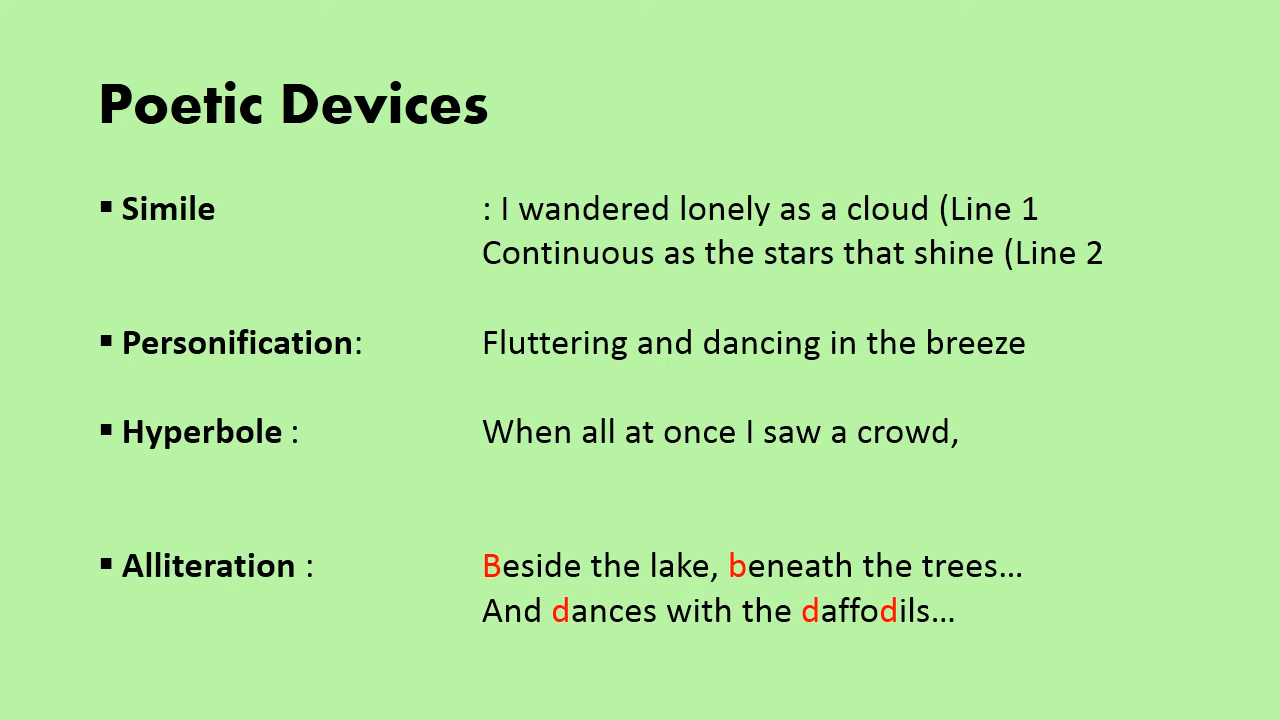 Poetic Devices
▪ Simile : I wandered lonely as a cloud (Line 1
Continuous as the stars that shine (Line 2
▪ Personification: Fluttering and dancing in the breeze
▪ Hyperbole : When all at once I saw a crowd,
▪ Alliteration : Beside the lake, beneath the trees...
And dances with the daffodils...